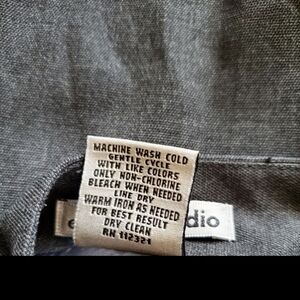 MACHINE WASH COLD
GENTLE CYCLE
WITH LIKE COLORS
ONLY NON-CHLORINE
BLEACH WHEN NEEDED
LINE DRY
WARM IRON AS NEEDED
FOR BEST RESULT
DRY CLEAN
RN 112321
dio